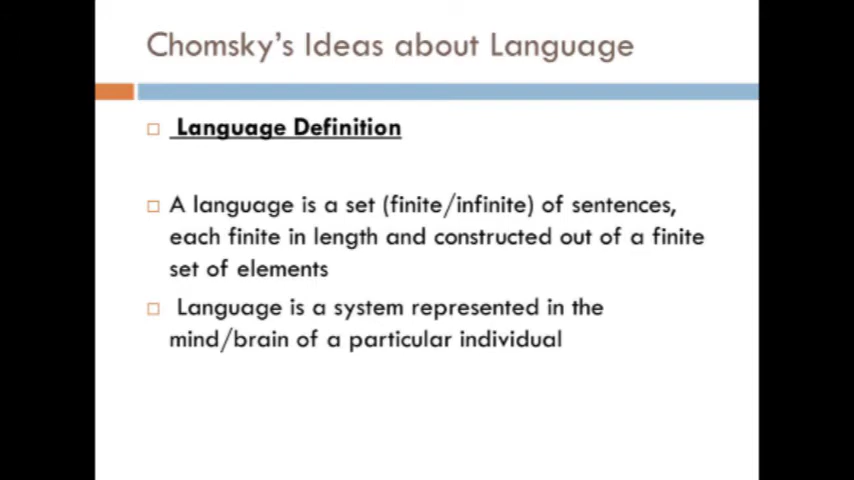 Chomsky's Ideas about Language
Language Definition
A language is a set (finite/infinite) of sentences,
each finite in length and constructed out of a finite
set of elements
Language is a system represented in the
mind/brain of a particular individual